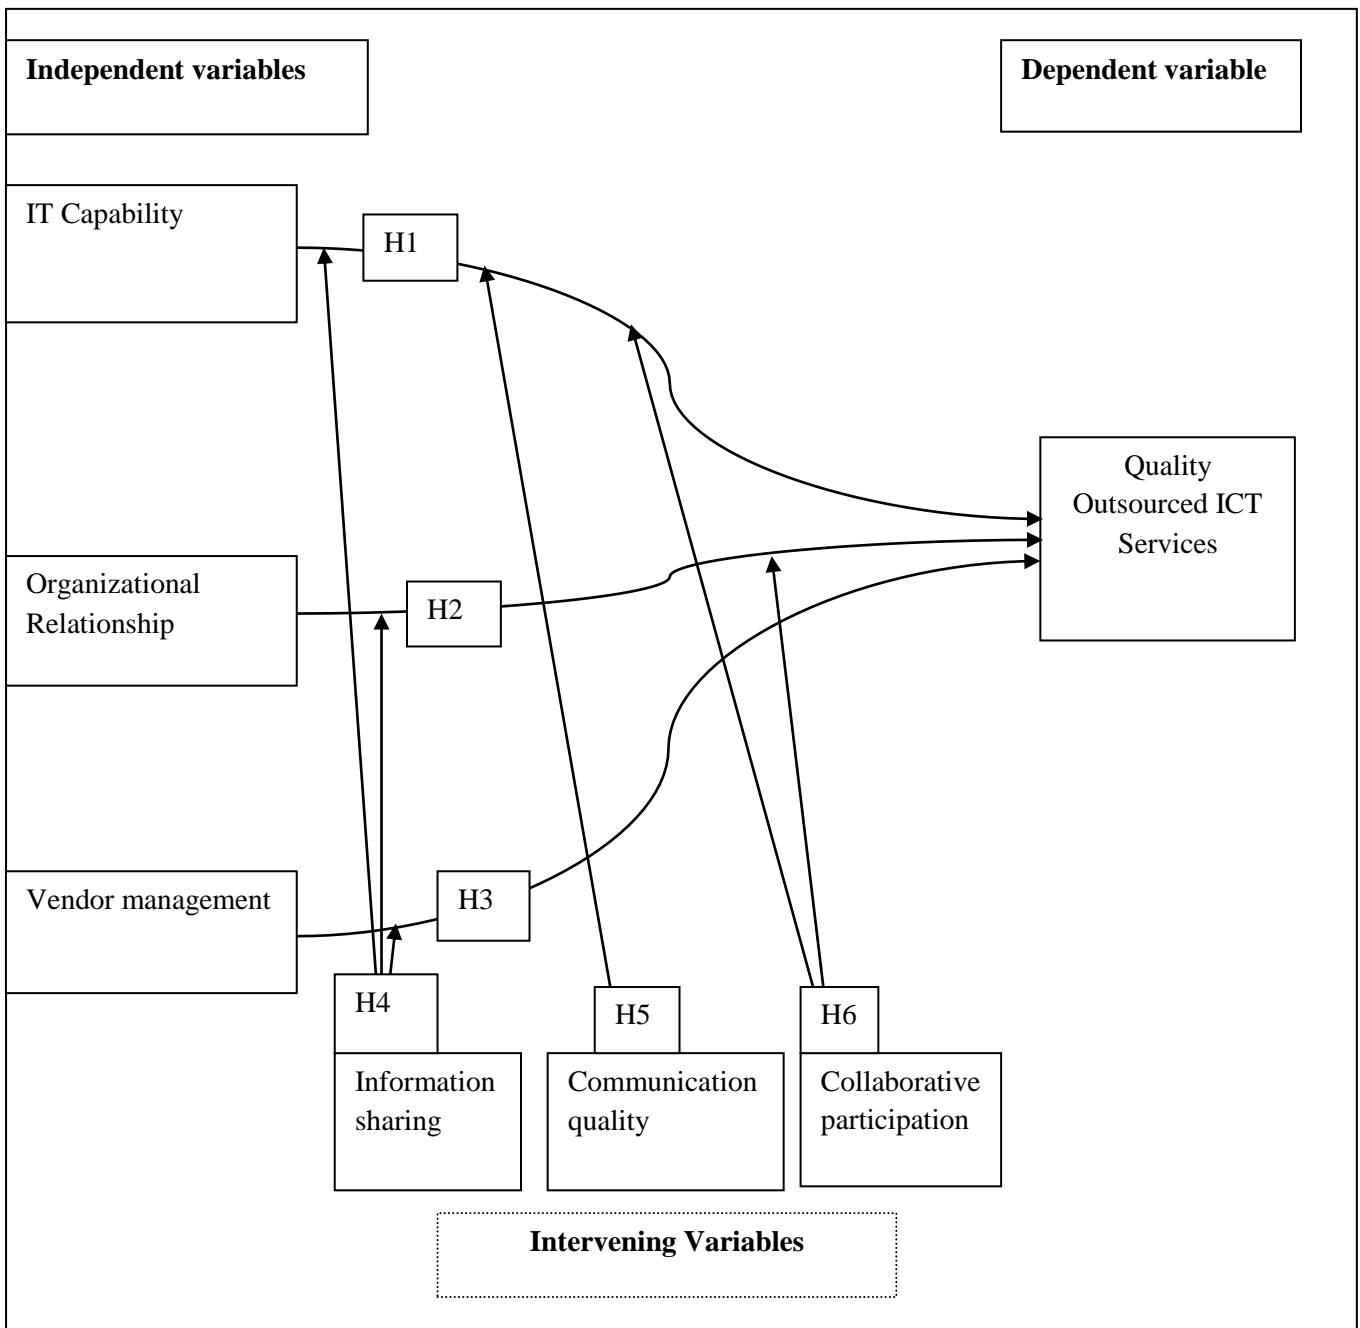 Independent variables
Dependent variable
IT Capability
H1
Quality
Outsourced ICT
Services
Organizational
Relationship
H2
Vendor management
H3
H4
H5
H6
Information
sharing
Communication
quality
Collaborative
participation
Intervening Variables